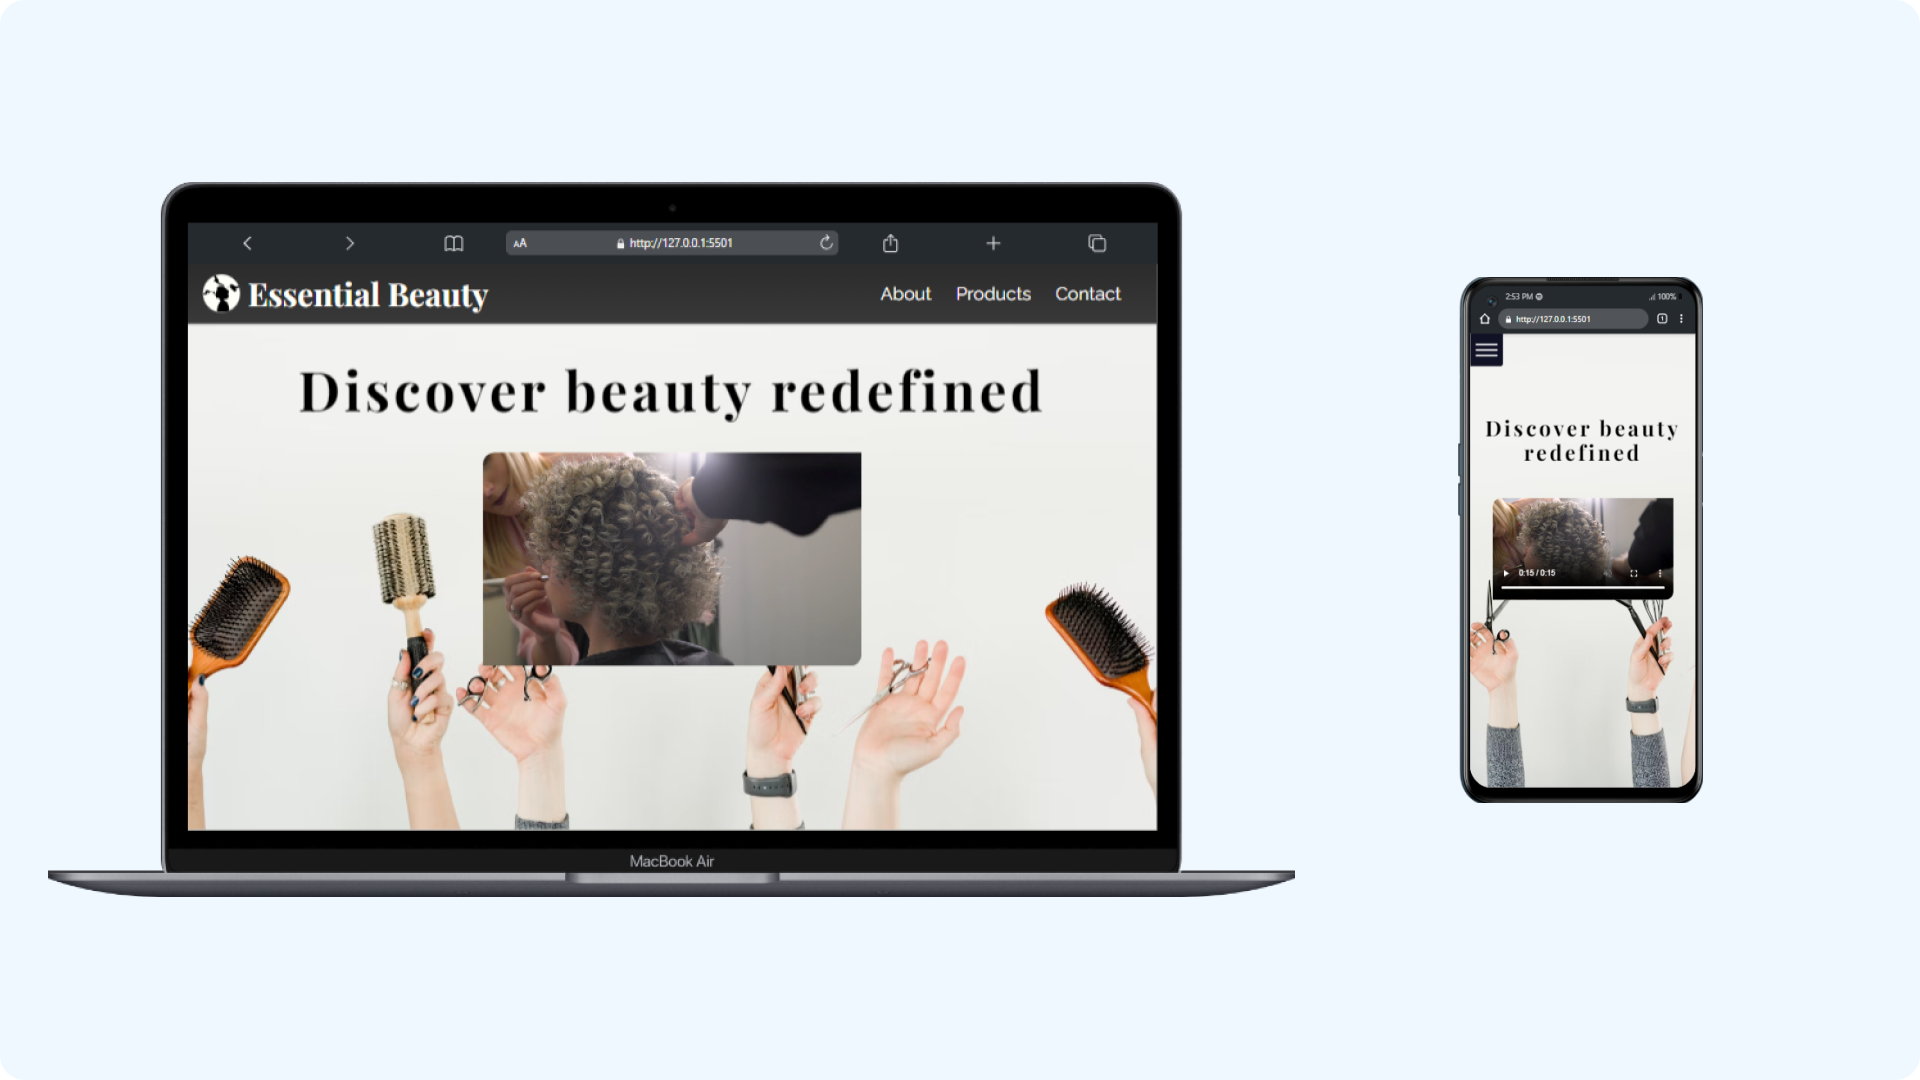 AA http://127.0.0.1:5501
Essential Beauty
About Products Contact
Discover beauty redefined
MacBook Air
2:53 PM 100%
http://127.0.0.1:5501 1
Discover beauty
redefined
0:15 / 0:15